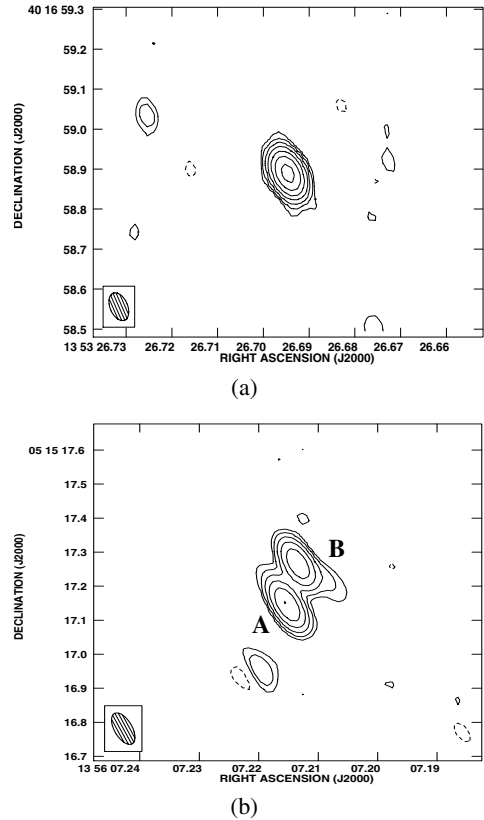 40 16 59.3
59.2
59.1
59.0
58.9
58.8
58.7
58.6
58.5
DECLINATION (J2000)
13 53 26.73 26.72 26.71 26.70 26.69 26.68 26.67 26.66
RIGHT ASCENSION (J2000)
(a)
05 15 17.6
17.5
17.4
17.3
17.2
17.1
17.0
16.9
16.8
16.7
DECLINATION (J2000)
B
A
13 56 07.24 07.23 07.22 07.21 07.20 07.19
RIGHT ASCENSION (J2000)
(b)